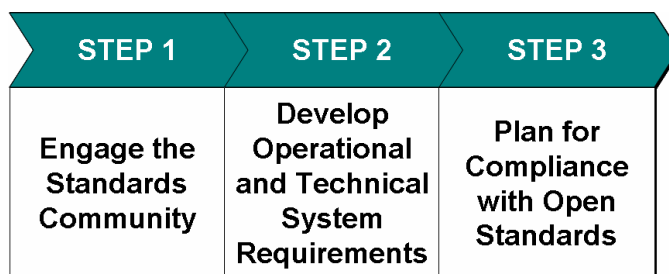 STEP 1
STEP 2
STEP 3
Engage the
Standards
Community
Develop
Operational
and Technical
System
Requirements
Plan for
Compliance
with Open
Standards